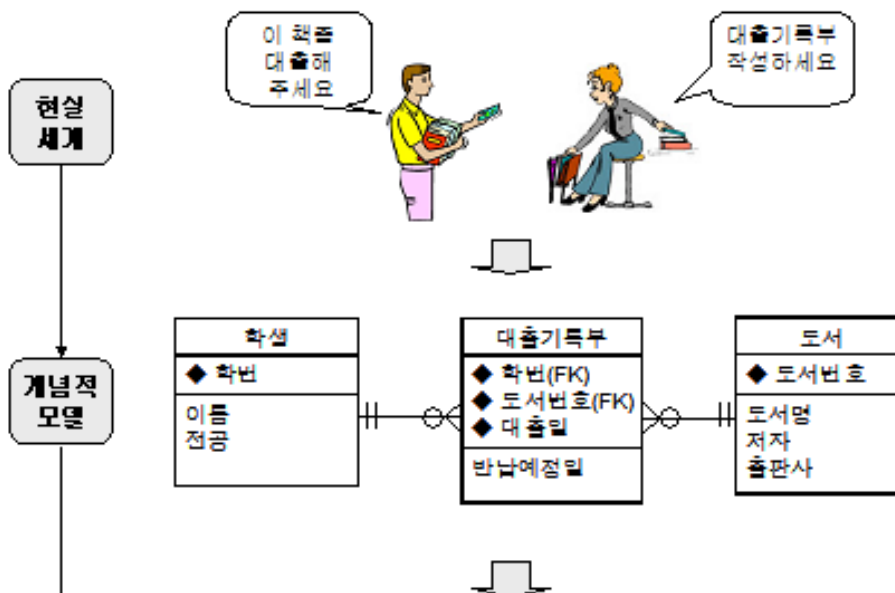 이 책좀
대출해
주세요
대출기록부
작성하세요
현실
세계
학생
◆ 학번
이름
전공
대출기록부
◆ 학번(FK)
◆ 도서번호(FK)
◆ 대출일
반납예정일
도서
◆ 도서번호
도서명
저자
출판사
개념적
모델